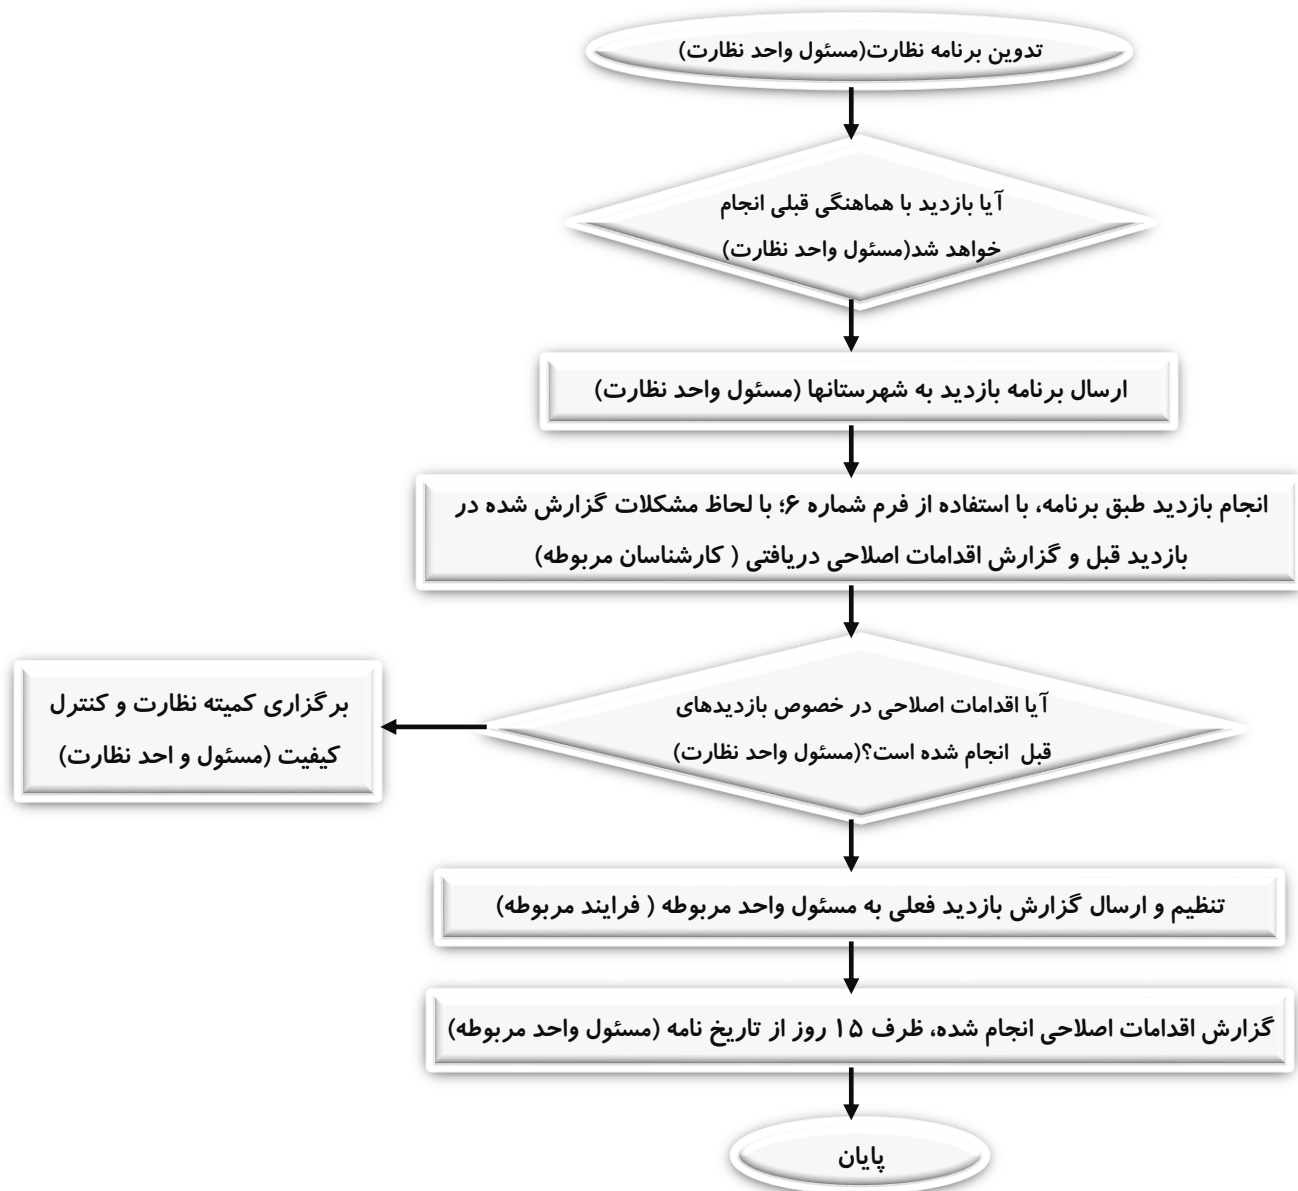 تدوین برنامه نظارت(مسئول واحد نظارت)
آیا بازدید با هماهنگی قبلی انجام
خواهد شد(مسئول واحد نظارت)
ارسال برنامه بازدید به شهرستانها (مسئول واحد نظارت)
انجام بازدید طبق برنامه، با استفاده از فرم شماره ۶؛ با لحاظ مشکلات گزارش شده در
بازدید قبل و گزارش اقدامات اصلاحی دریافتی ( کارشناسان مربوطه)
آیا اقدامات اصلاحی در خصوص بازدیدهای
قبل انجام شده است؟(مسئول واحد نظارت)
برگزاری کمیته نظارت و کنترل
کیفیت (مسئول و احد نظارت)
تنظیم و ارسال گزارش بازدید فعلی به مسئول واحد مربوطه ( فرایند مربوطه)
گزارش اقدامات اصلاحی انجام شده، ظرف ۱۵ روز از تاریخ نامه (مسئول واحد مربوطه)
پایان